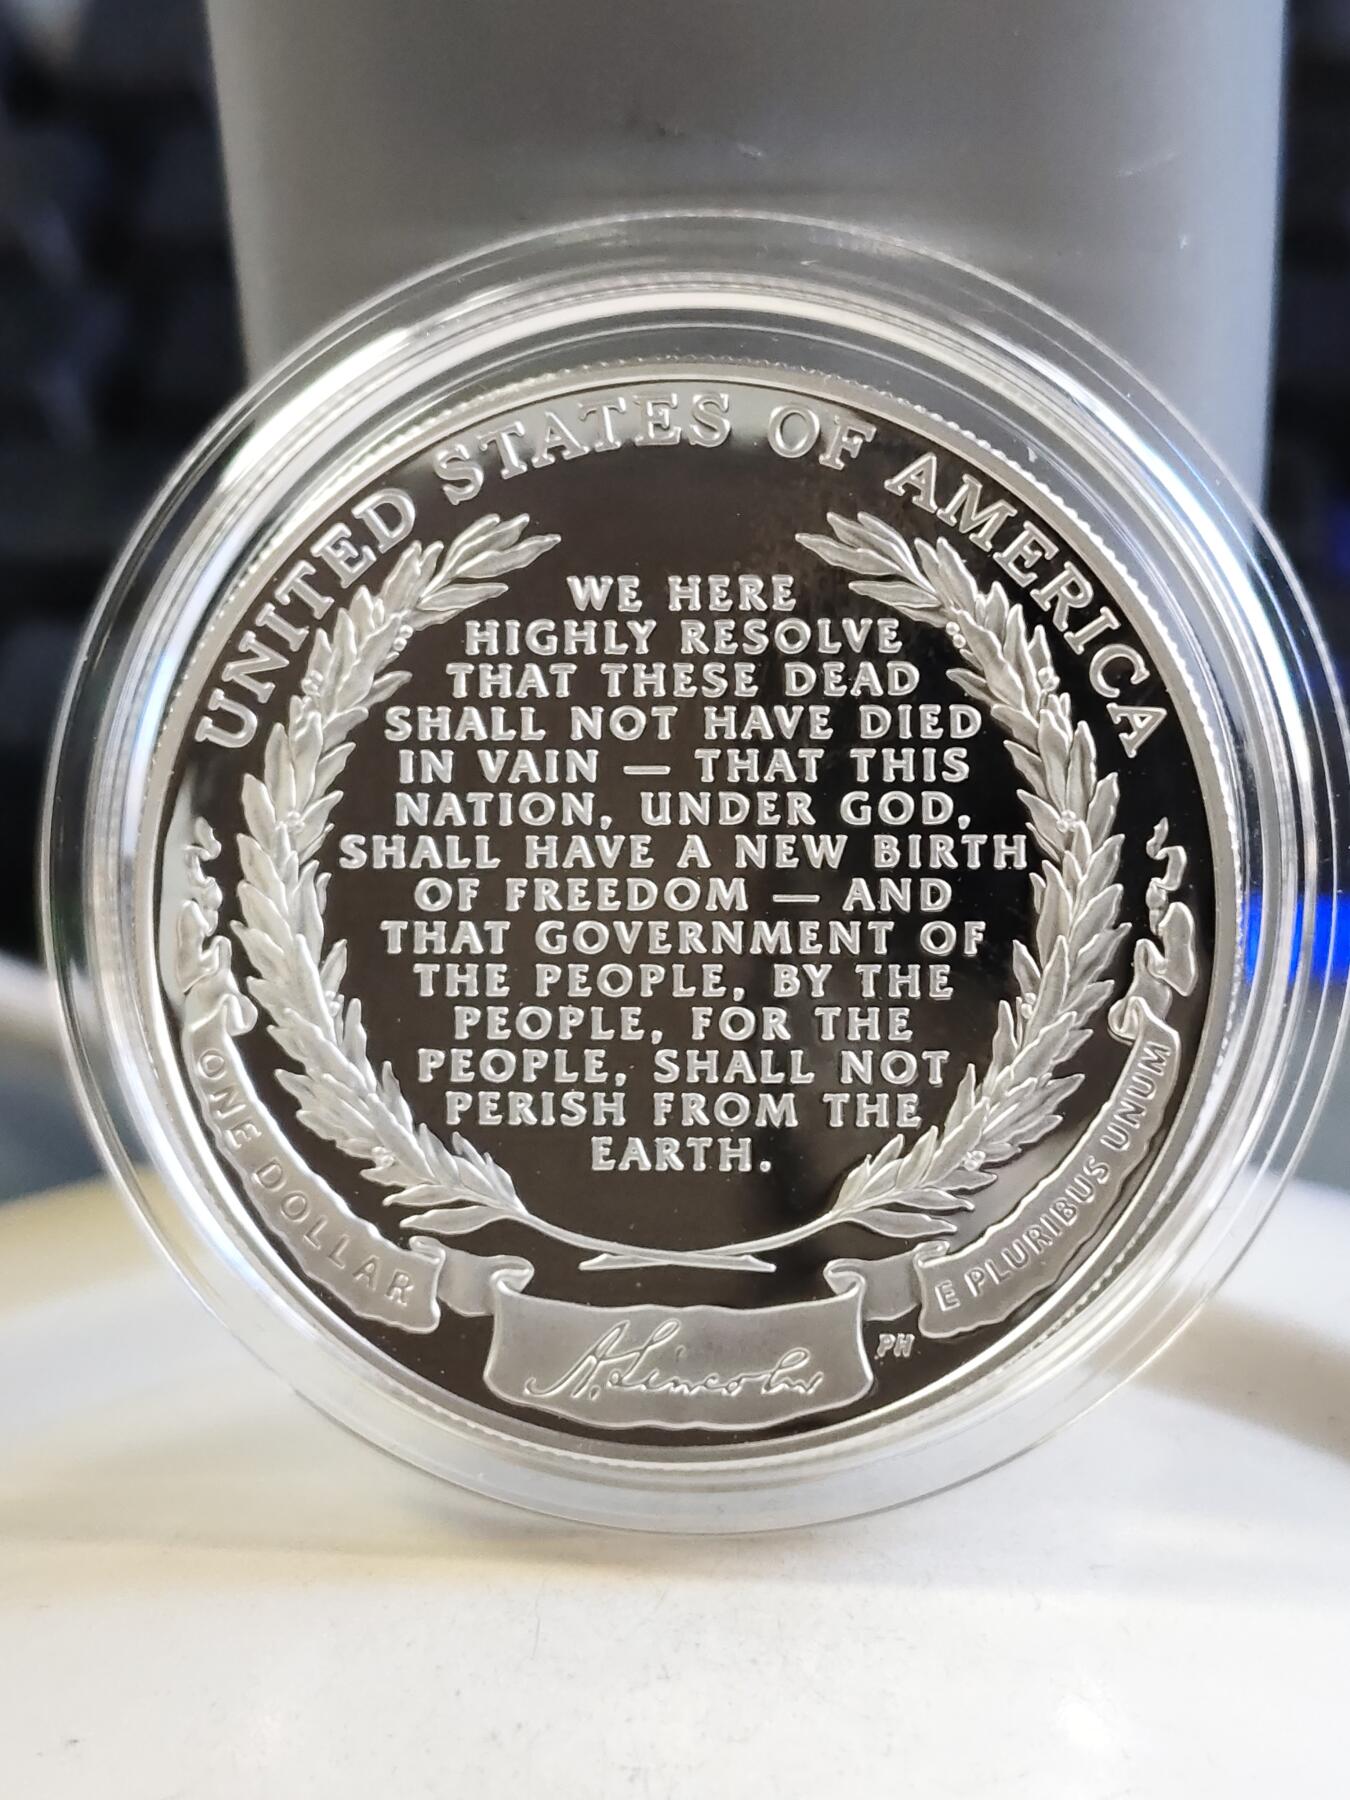 UNITED STATES OF AMERICA
WE HERE
HIGHLY RESOLVE
THAT THESE DEAD
SHALL NOT HAVE DIED
IN VAIN — THAT THIS
NATION, UNDER GOD,
SHALL HAVE A NEW BIRTH
OF FREEDOM — AND
THAT GOVERNMENT OF
THE PEOPLE, BY THE
PEOPLE, FOR THE
PEOPLE, SHALL NOT
PERISH FROM THE
EARTH.
ONE DOLLAR
A. Lincoln
PH
E PLURIBUS UNUM